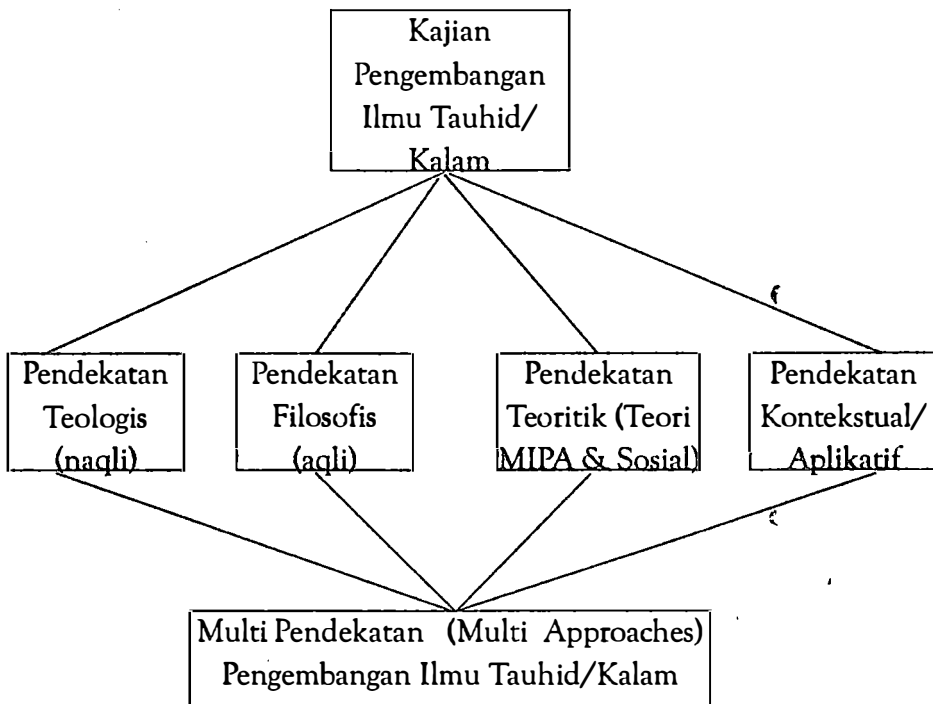 Kajian
Pengembangan
Ilmu Tauhid/
Kalam
Pendekatan
Teologis
(naqli)
Pendekatan
Filosofis
(aqli)
Pendekatan
Teoritik (Teori
MIPA & Sosial)
Pendekatan
Kontekstual/
Aplikatif
Multi Pendekatan (Multi Approaches)
Pengembangan Ilmu Tauhid/Kalam